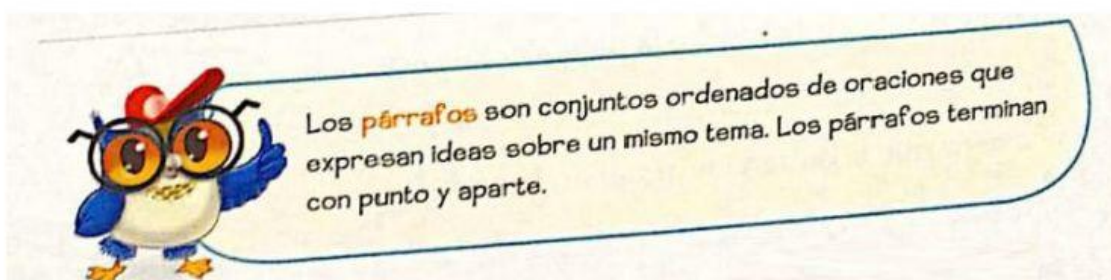 Los párrafos son conjuntos ordenados de oraciones que
expresan ideas sobre un mismo tema. Los párrafos terminan
con punto y aparte.